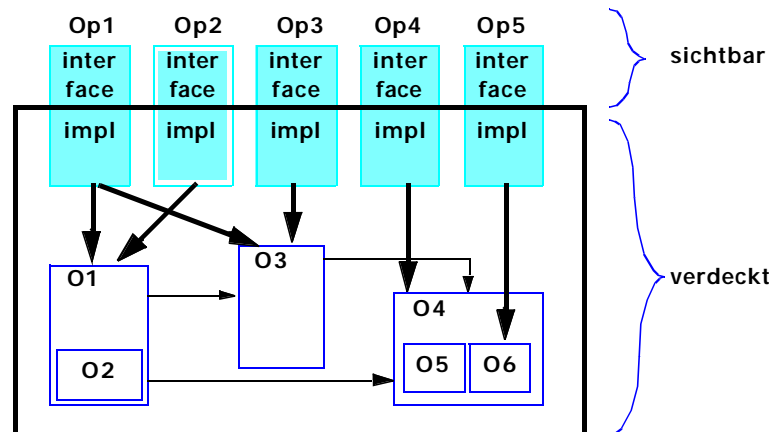 Op1 Op2 Op3 Op4 Op5
inter inter inter inter inter
sichtbar
face face face face face
impl impl impl impl impl
O3
O1
verdeckt
O4
O2
O5 O6